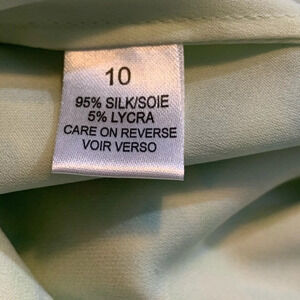 10
95% SILK/SOIE
5% LYCRA
CARE ON REVERSE
VOIR VERSO